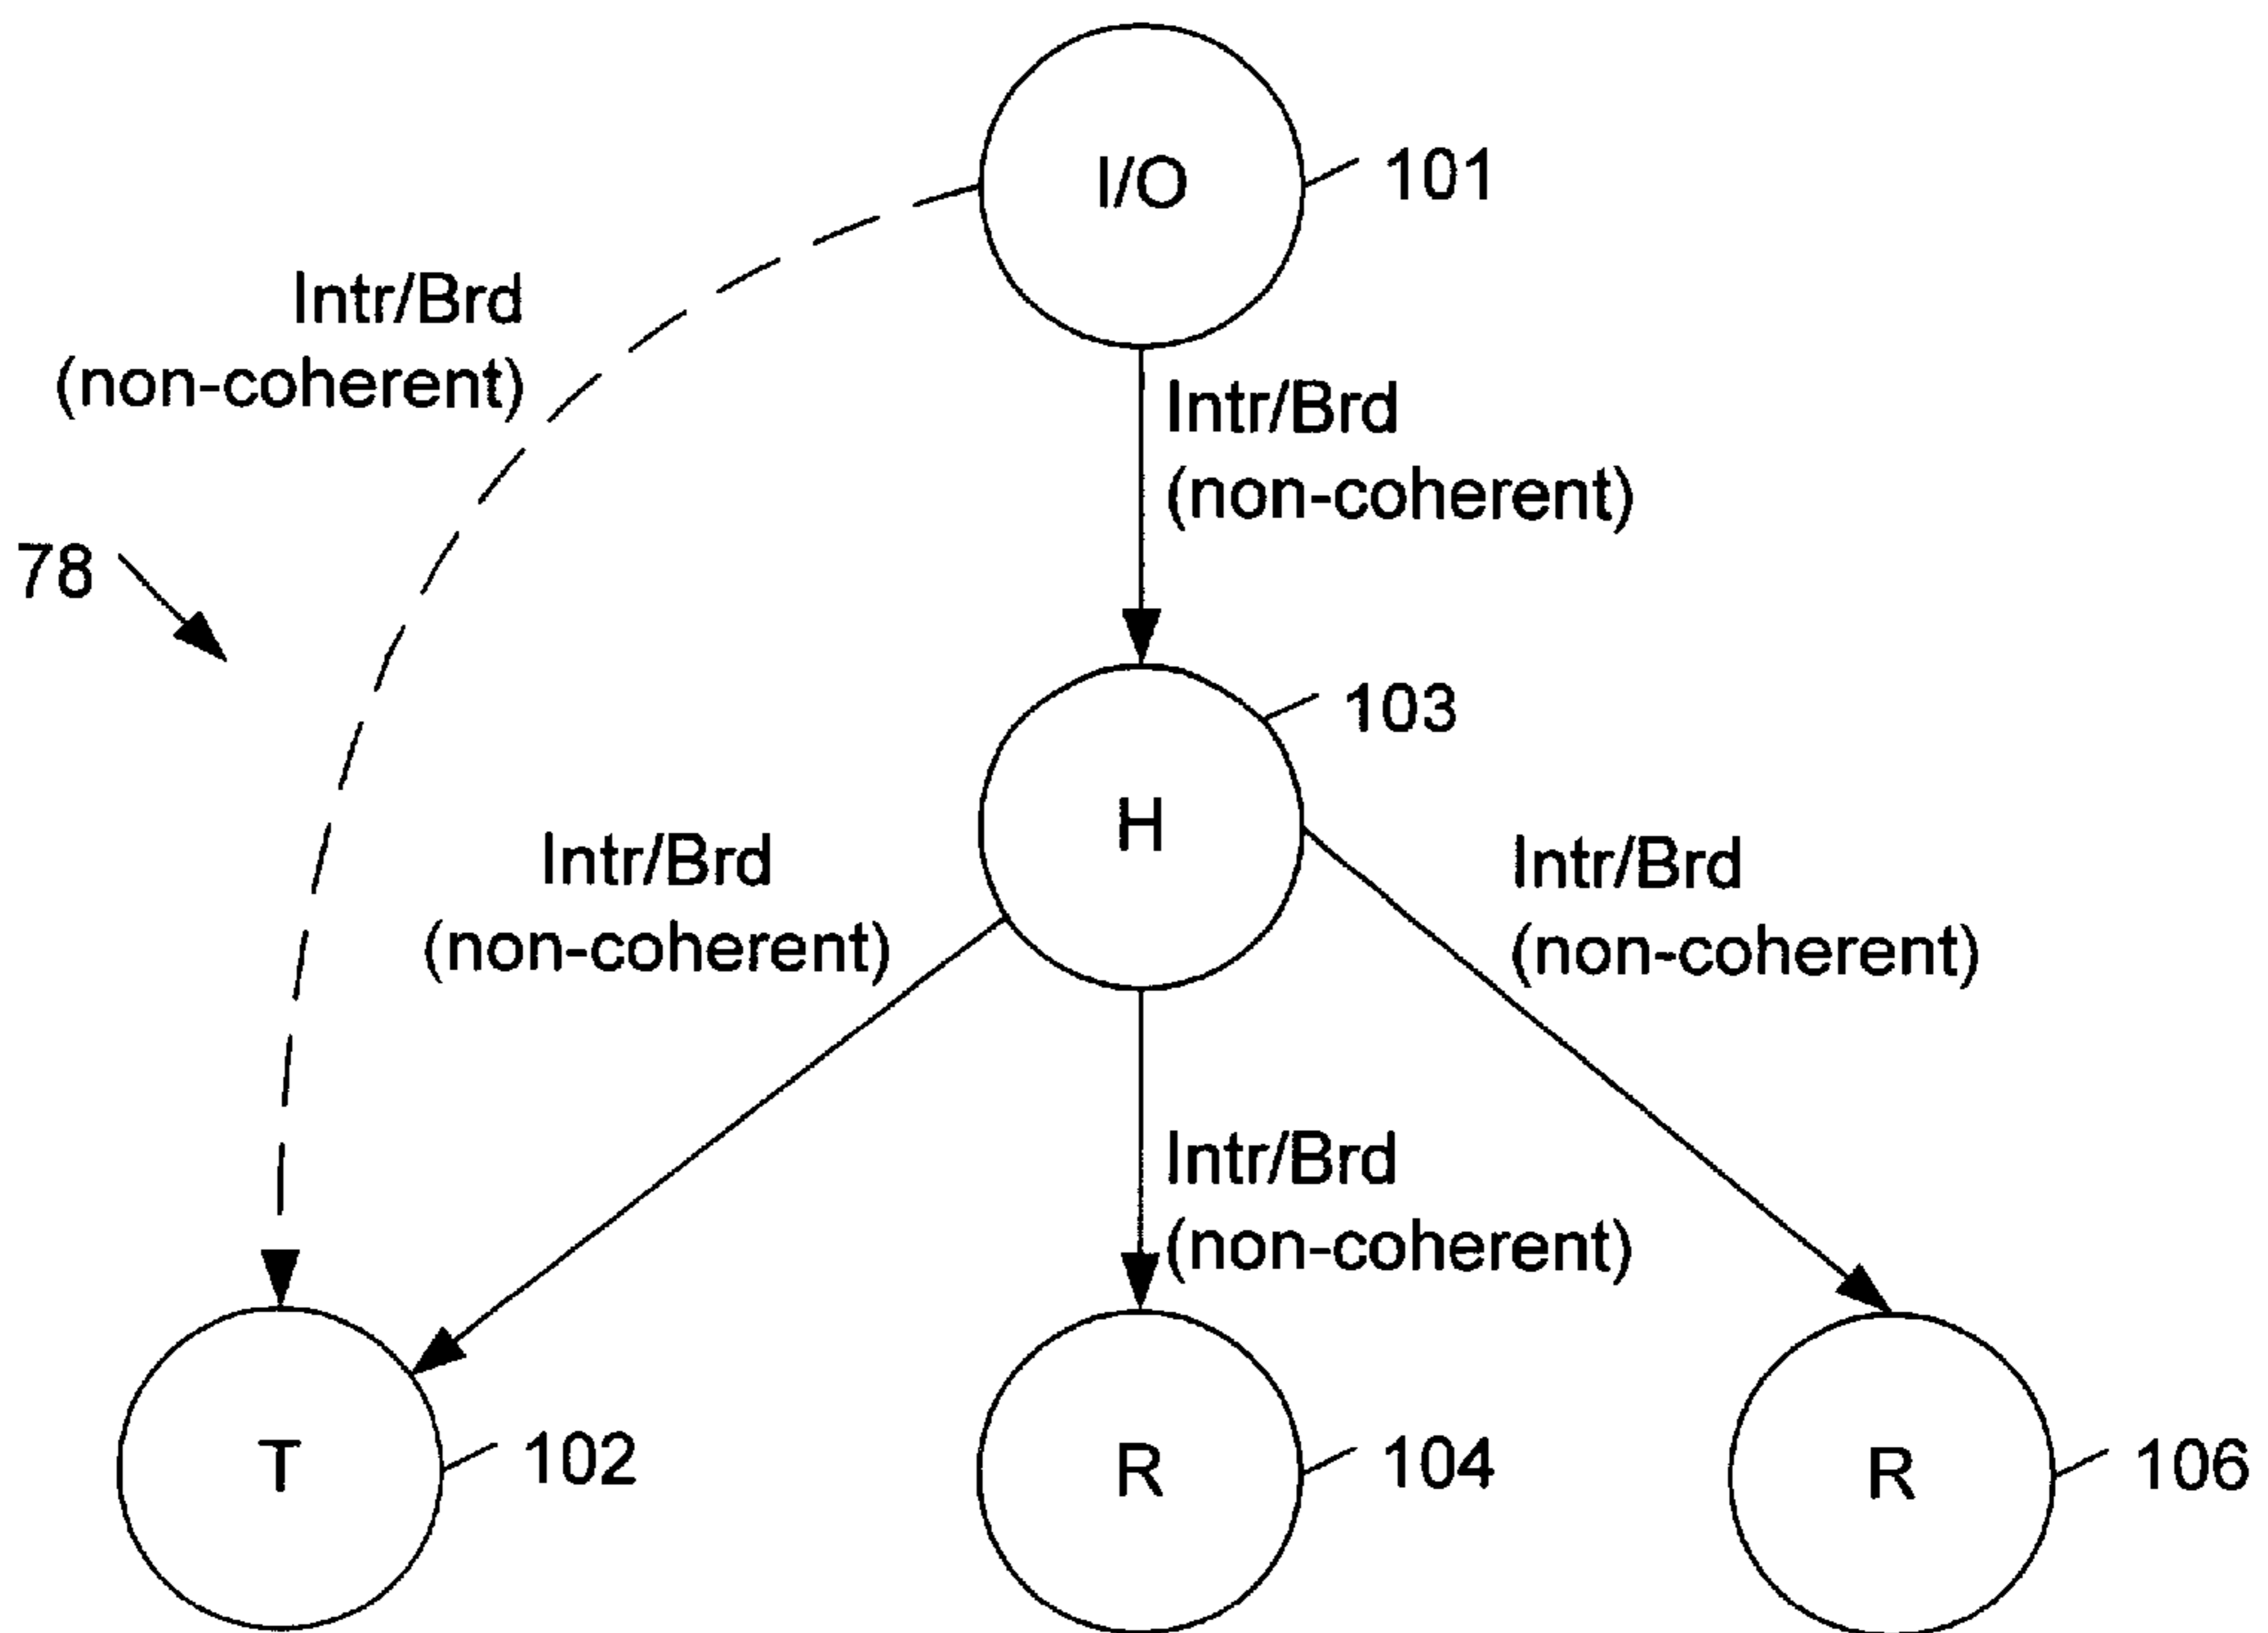 I/O
101
Intr/Brd
(non-coherent)
Intr/Brd
(non-coherent)
78
103
H
Intr/Brd
(non-coherent)
Intr/Brd
(non-coherent)
Intr/Brd
(non-coherent)
T
102
R
104
R
106